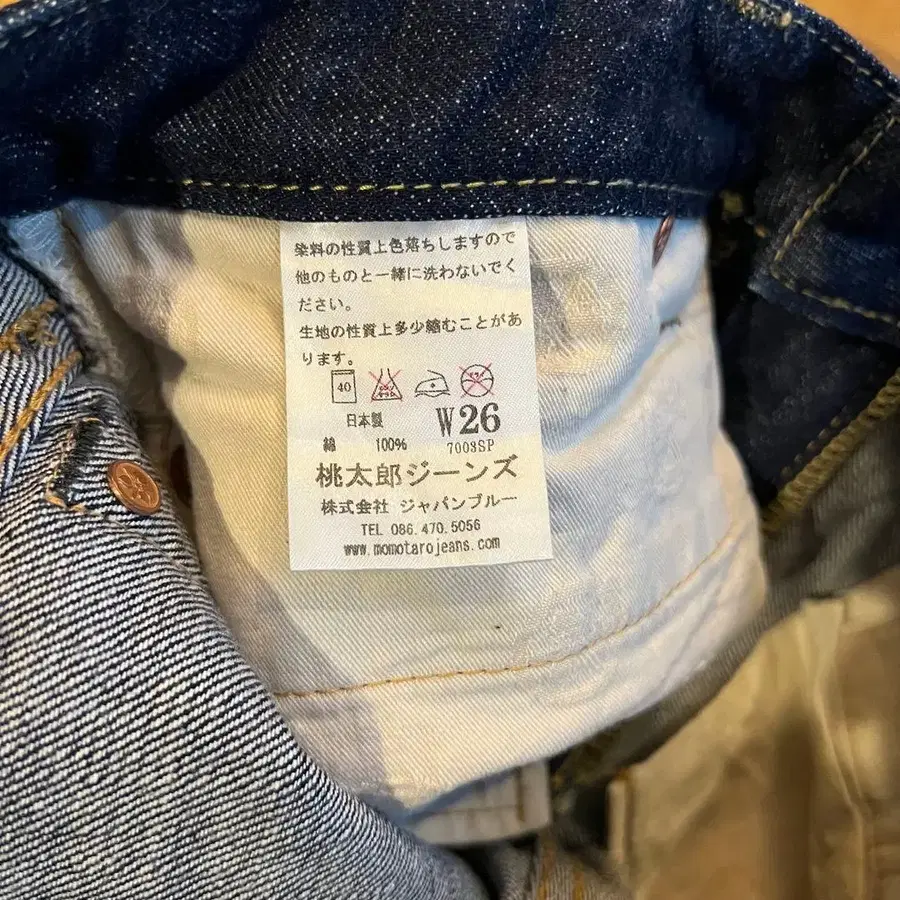 染料の性質上色落ちしますので
他のものと一緒に洗わないでく
ださい。
生地の性質上多少縮むことがあ
ります。
40
日本製 W26
綿 100% 7003SP
桃太郎ジーンズ
株式会社 ジャパンブルー
TEL 086.470.5056
www.momotarojeans.com